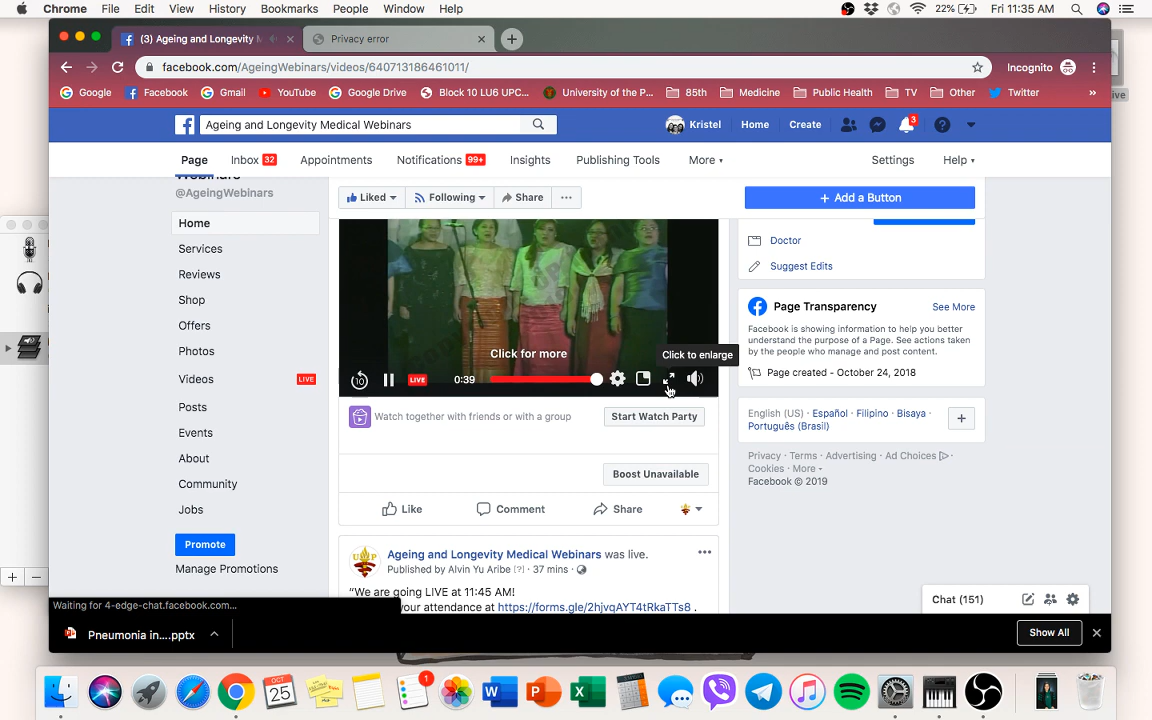 Chrome File Edit View History Bookmarks People Window Help 22% Fri 11:35 AM
(3) Ageing and Longevity M
Privacy error
facebook.com/AgeingWebinars/videos/640713186461011/
Incognito
Google Facebook Gmail YouTube Google Drive Block 10 LU6 UPC... University of the P... 85th Medicine Public Health TV Other Twitter »
Ageing and Longevity Medical Webinars
Kristel Home Create 3
Page Inbox 32 Appointments Notifications 99+ Insights Publishing Tools More Settings Help
Webinars
@AgeingWebinars
Liked Following Share ...
+ Add a Button
Home
Services
Reviews
Shop
Offers
Photos
Videos LIVE
Posts
Events
About
Community
Jobs
Promote
Manage Promotions
Click for more
Click to enlarge
10 LIVE 0:39
Watch together with friends or with a group
Start Watch Party
Boost Unavailable
Like Comment Share
Ageing and Longevity Medical Webinars was live.
Published by Alvin Yu Aribe [?] · 37 mins ·
"We are going LIVE at 11:45 AM!
your attendance at https://forms.gle/2hjvqAYT4tRkaTTs8 .
Doctor
Suggest Edits
Page Transparency See More
Facebook is showing information to help you better
understand the purpose of a Page. See actions taken
by the people who manage and post content.
Page created - October 24, 2018
English (US) · Español · Filipino · Bisaya ·
Português (Brasil)
+
Privacy · Terms · Advertising · Ad Choices ·
Cookies · More
Facebook © 2019
Chat (151)
Waiting for 4-edge-chat.facebook.com...
Pneumonia in....pptx
Show All
OCT
25
1
W P X